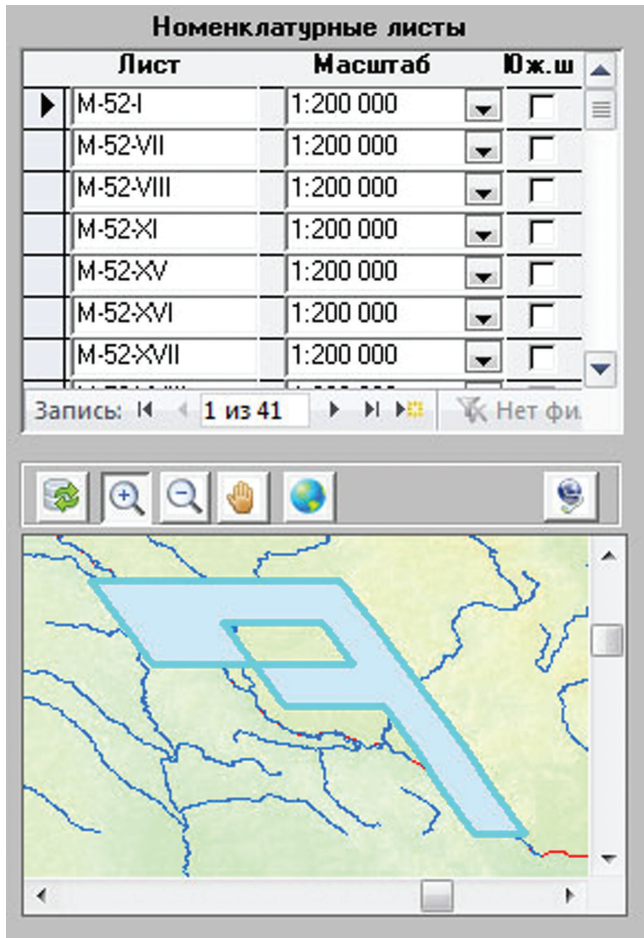 Номенклатурные листы
Лист Масштаб Юж.ш
M-52-I 1:200 000
M-52-VII 1:200 000
M-52-VIII 1:200 000
M-52-XI 1:200 000
M-52-XV 1:200 000
M-52-XVI 1:200 000
M-52-XVII 1:200 000
Запись: 1 из 41 Нет фил